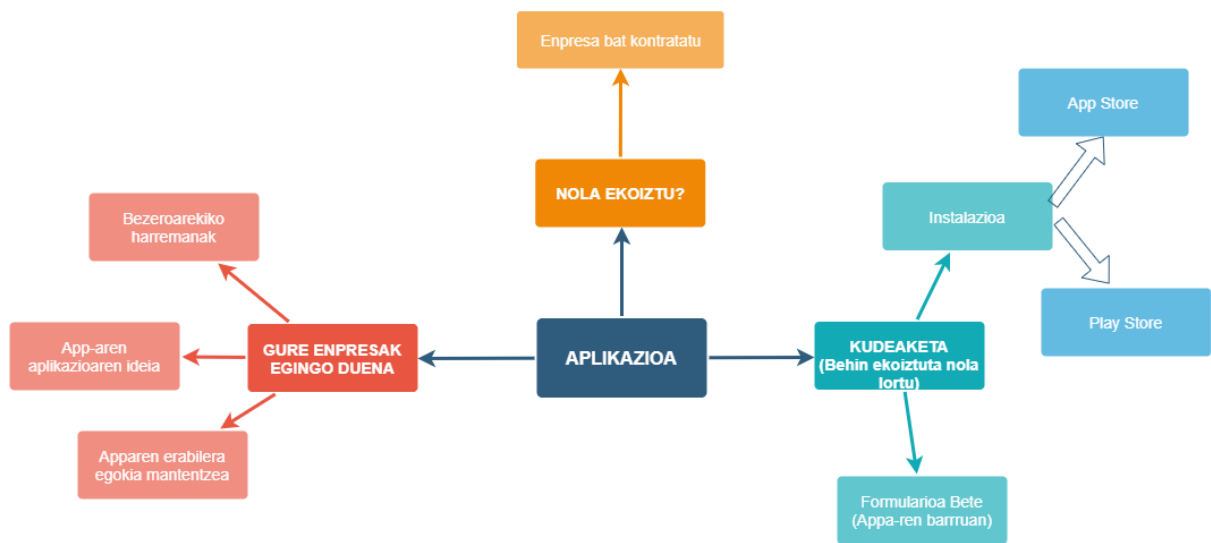 Enpresa bat kontratatu
App Store
NOLA EKOIZTU?
Bezeroarekiko
harremanak
Instalazioa
Play Store
App-aren
aplikazioaren ideia
GURE ENPRESAK
EGINGO DUENA
APLIKAZIOA
KUDEAKETA
(Behin ekoiztuta nola
lortu)
Apparen erabilera
egokia mantentzea
Formularioa Bete
(Appa-ren barrruan)